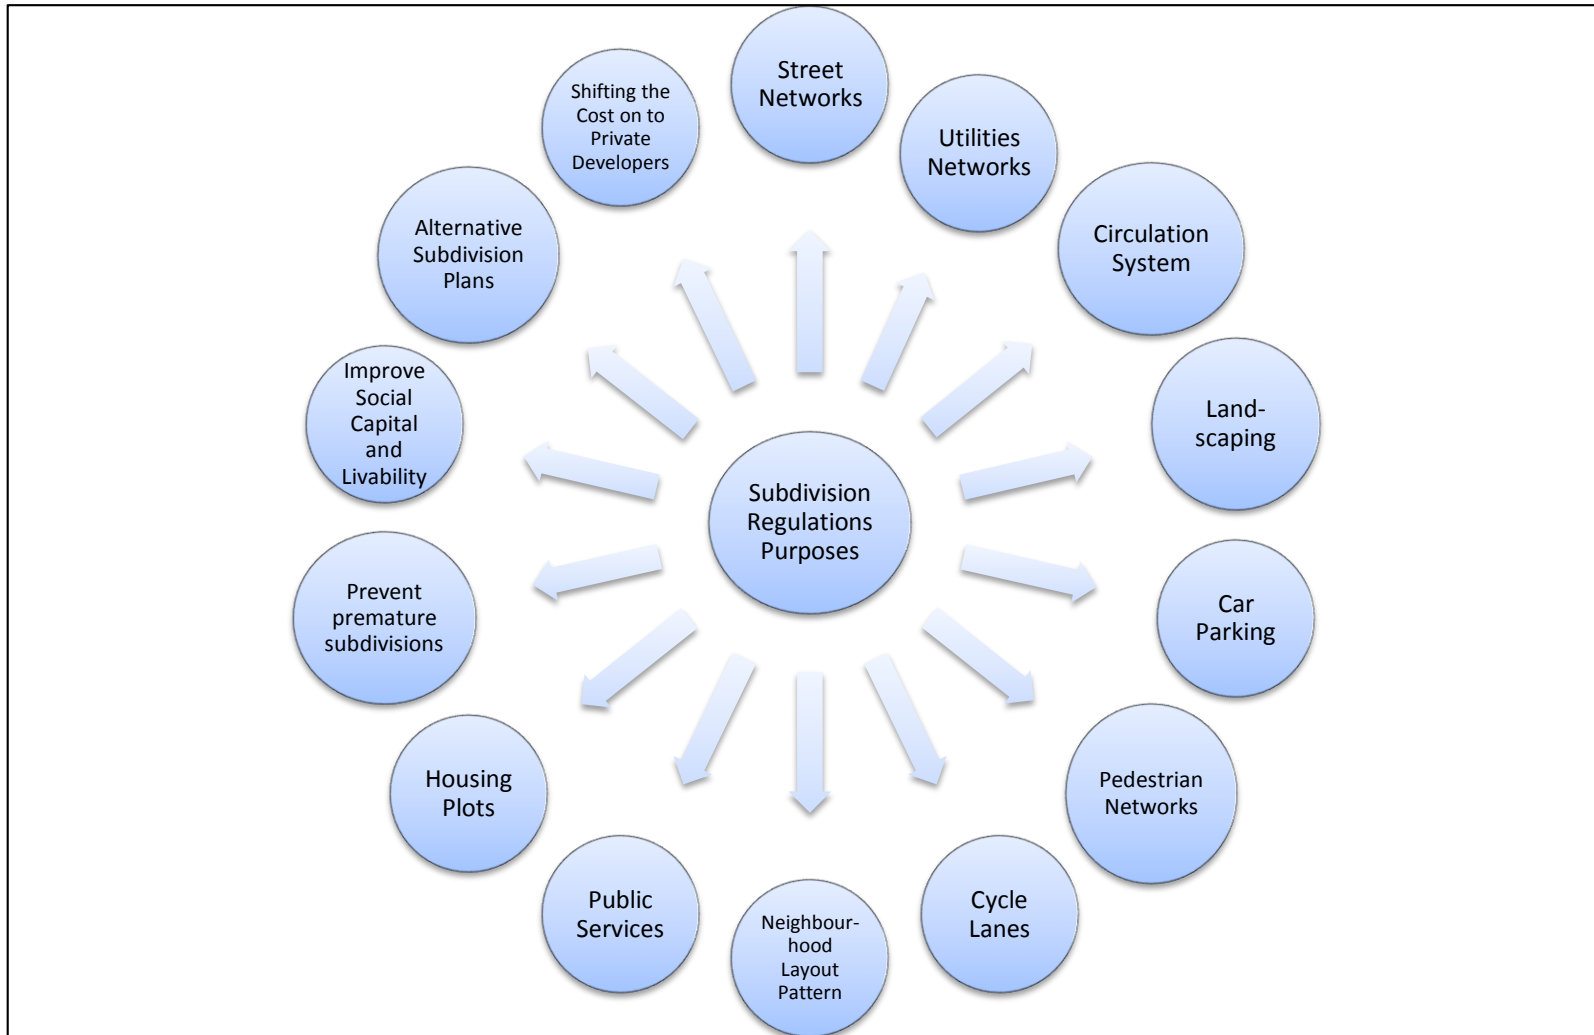 Street
Networks
Utilities
Networks
Circulation
System
Land-
scaping
Car
Parking
Pedestrian
Networks
Cycle
Lanes
Neighbour-
hood
Layout
Pattern
Public
Services
Housing
Plots
Prevent
premature
subdivisions
Improve
Social
Capital
and
Livability
Alternative
Subdivision
Plans
Shifting the
Cost on to
Private
Developers
Subdivision
Regulations
Purposes